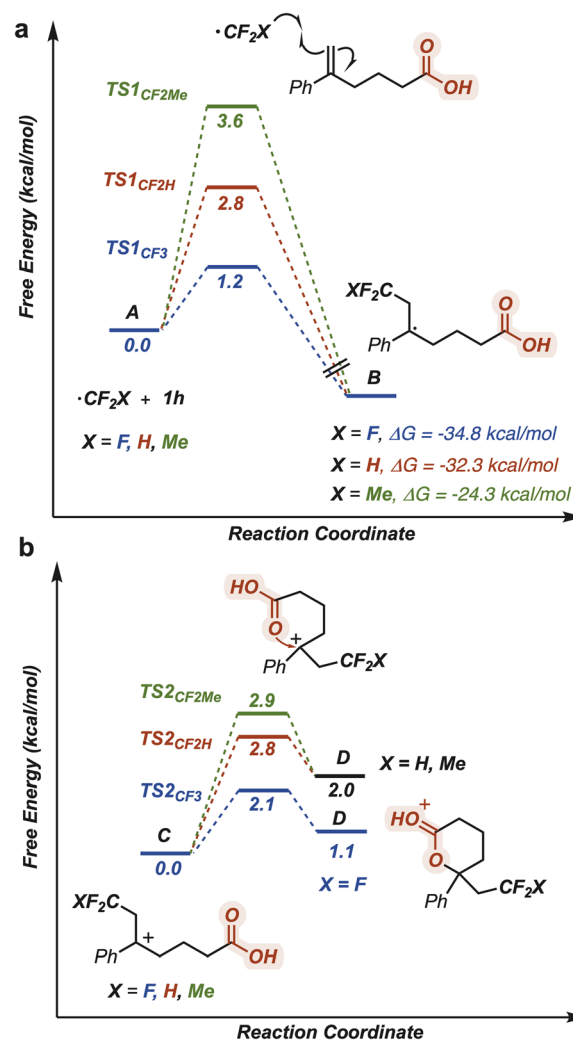 a
·CF2X
Ph
O
OH
TS1CF2Me
3.6
TS1CF2H
2.8
TS1CF3
1.2
Free Energy (kcal/mol)
A
0.0
XF2C
Ph
·
O
OH
B
·CF2X + 1h
X = F, H, Me
X = F, ΔG = -34.8 kcal/mol
X = H, ΔG = -32.3 kcal/mol
X = Me, ΔG = -24.3 kcal/mol
Reaction Coordinate
b
HO
O
+
Ph
CF2X
TS2CF2Me
2.9
TS2CF2H
2.8
TS2CF3
2.1
Free Energy (kcal/mol)
D
2.0
X = H, Me
C
0.0
D
1.1
X = F
+
HO
O
Ph
CF2X
XF2C
Ph
+
O
OH
X = F, H, Me
Reaction Coordinate